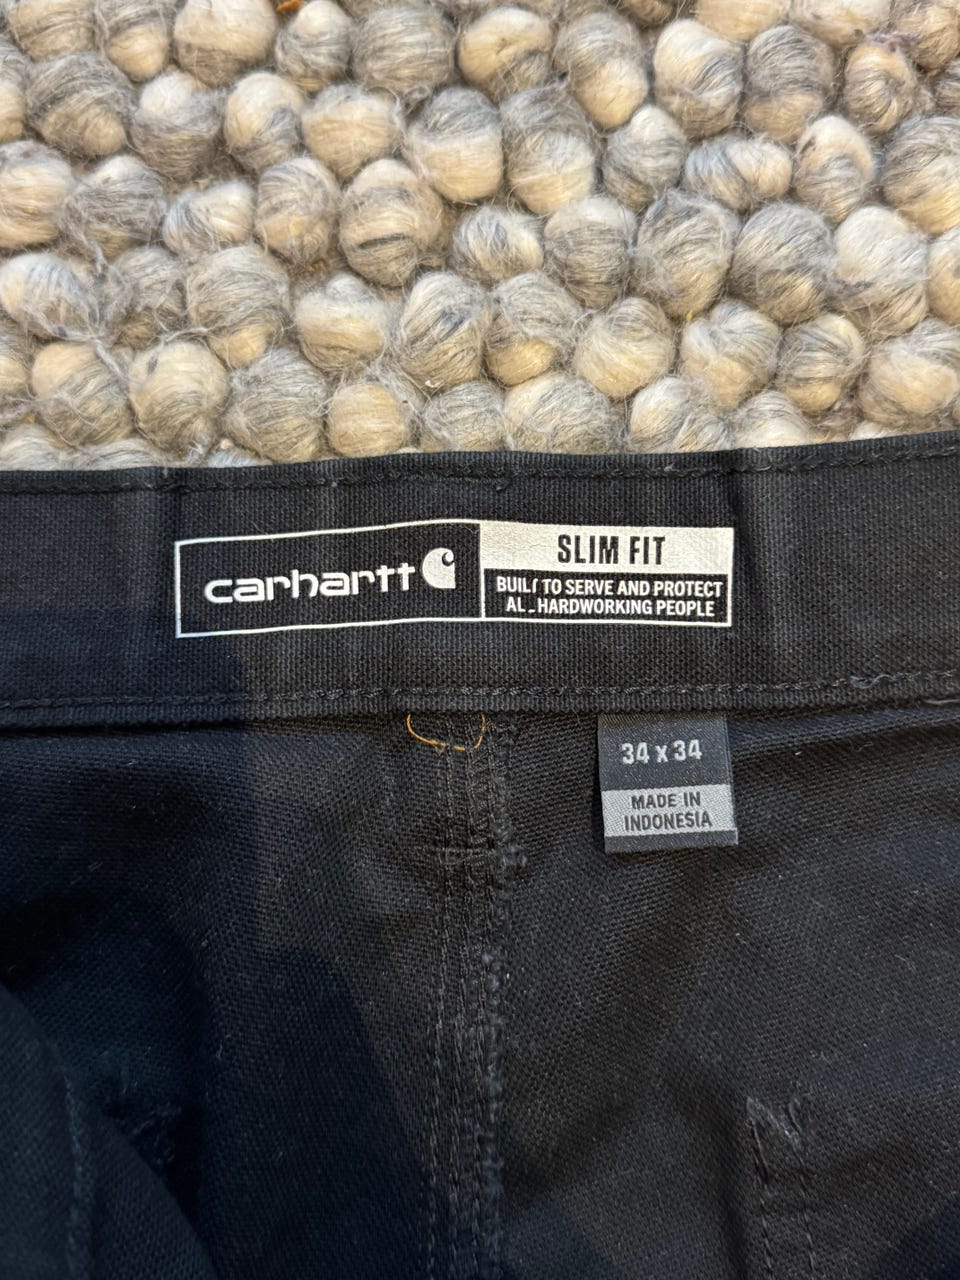 carhartt
SLIM FIT
BUILT TO SERVE AND PROTECT
ALL HARDWORKING PEOPLE
34 x 34
MADE IN
INDONESIA